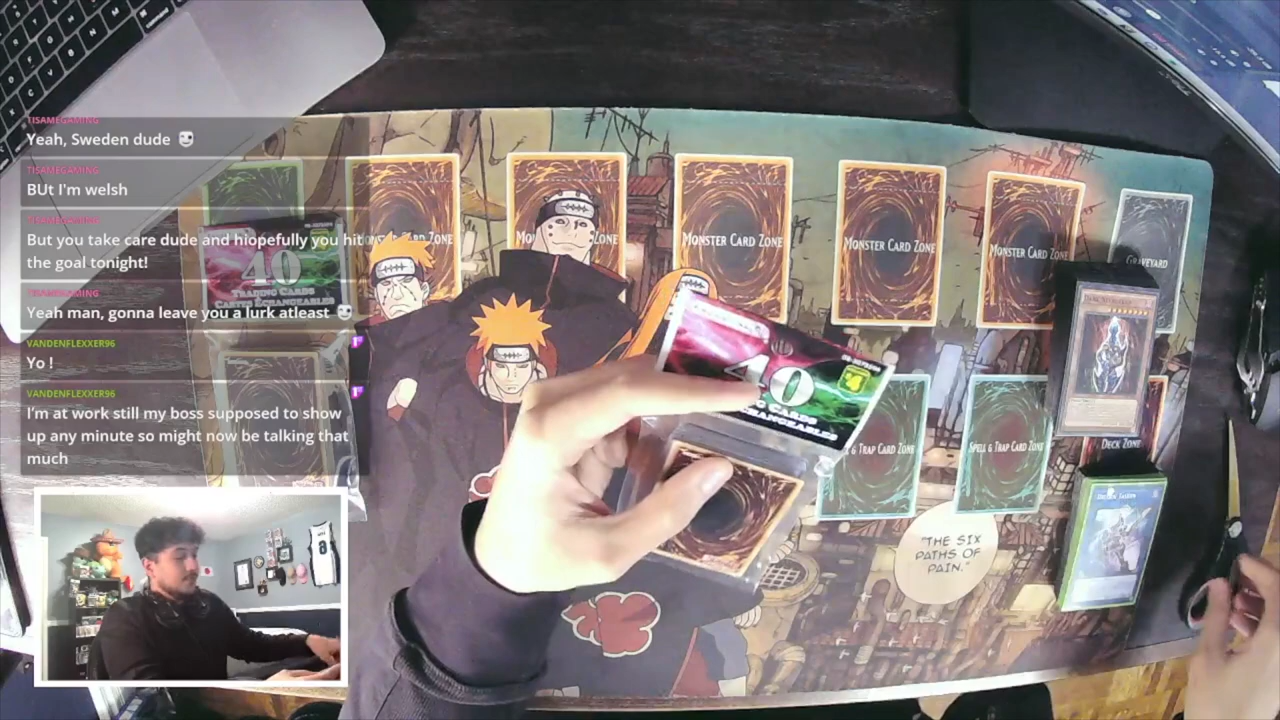 TISAMEGAMING
Yeah, Sweden dude
TISAMEGAMING
BUt I'm welsh
TISAMEGAMING
But you take care dude and hiopefully you hit
the goal tonight!
TISAMEGAMING
Yeah man, gonna leave you a lurk atleast
VANDENFLEXXER96
Yo !
VANDENFLEXXER96
I'm at work still my boss supposed to show
up any minute so might now be talking that
much
40
TRADING CARDS
CARTES ÉCHANGEABLES
MONSTER CARD ZONE
MONSTER CARD ZONE
MONSTER CARD ZONE
GRAVEYARD
40
CARDS
& TRAP CARD ZONE
SPELL & TRAP CARD ZONE
DECK ZONE
"THE SIX
PATHS OF
PAIN."
8